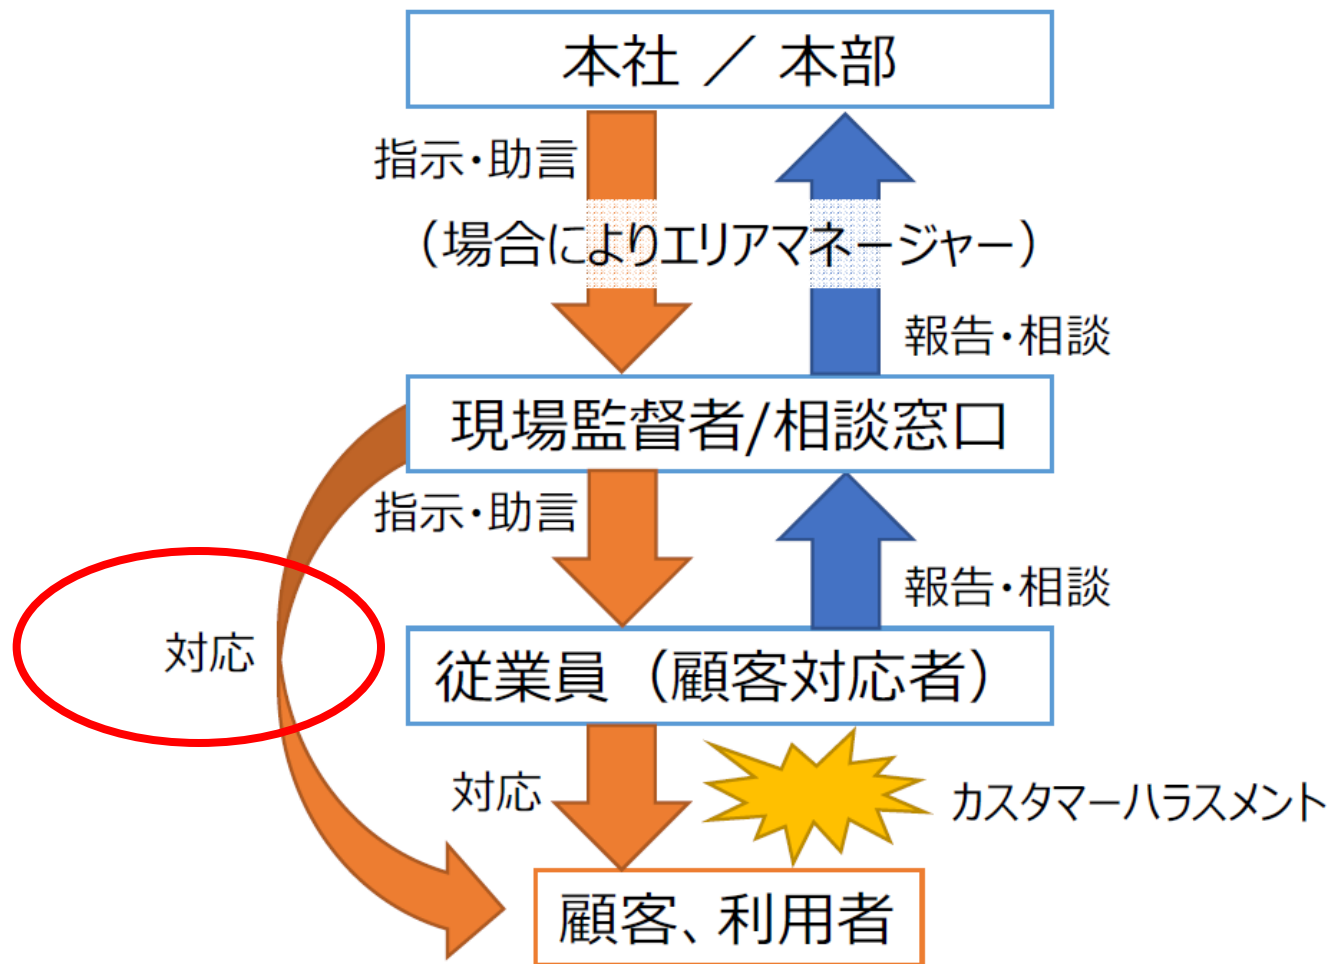 本社 ／ 本部
指示・助言
（場合によりエリアマネージャー）
報告・相談
現場監督者/相談窓口
指示・助言
報告・相談
対応
従業員（顧客対応者）
対応
カスタマーハラスメント
顧客、利用者